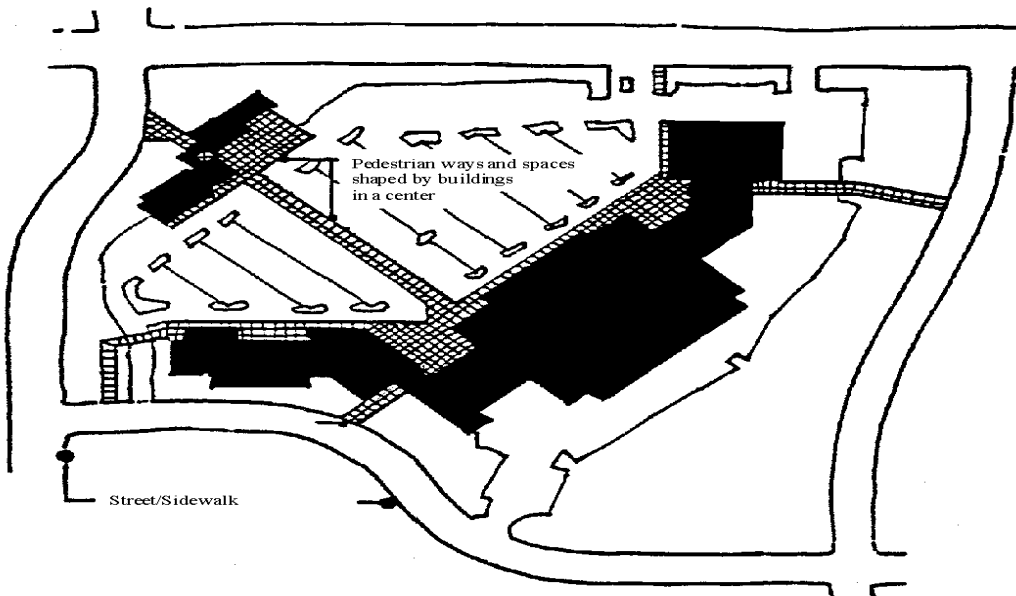 Pedestrian ways and spaces
shaped by buildings
in a center
Street/Sidewalk